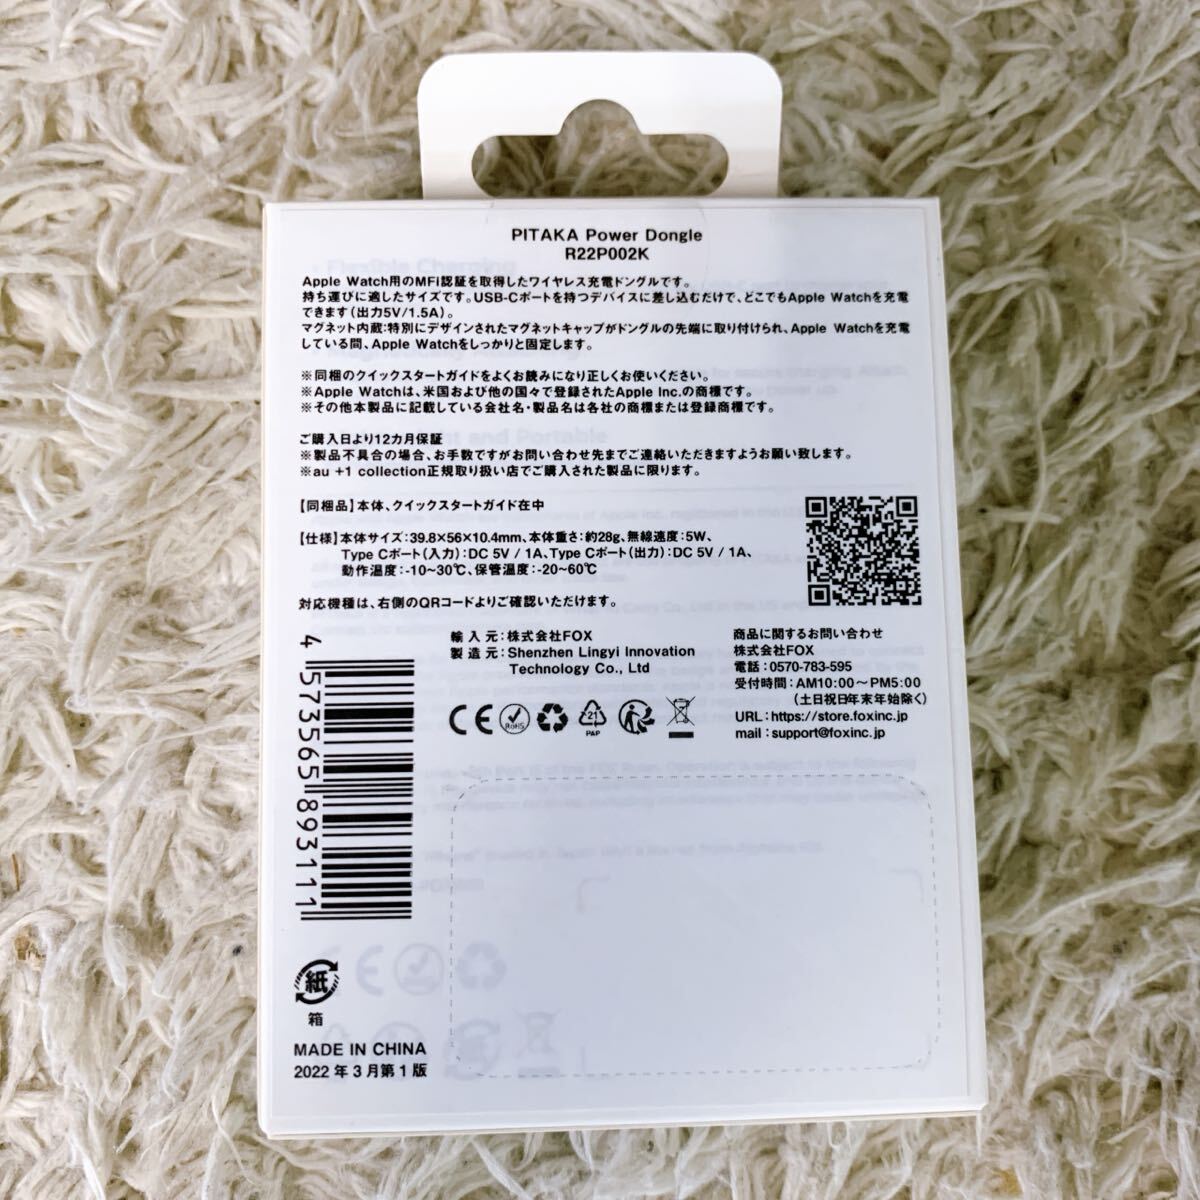 PITAKA Power Dongle
R22P002K
Apple Watch用のMFi認証を取得したワイヤレス充電ドングルです。
持ち運びに適したサイズです。USB-Cポートを持つデバイスに差し込むだけで、どこでもApple Watchを充電
できます(出力5V/1.5A)。
マグネット内蔵:特別にデザインされたマグネットキャップがドングルの先端に取り付けられ、Apple Watchを充電
している間、Apple Watchをしっかりと固定します。
※同梱のクイックスタートガイドをよくお読みになり正しくお使いください。
※Apple Watchは、米国および他の国々で登録されたApple Inc.の商標です。
※その他本製品に記載している会社名・製品名は各社の商標または登録商標です。
ご購入日より12カ月保証
※製品不具合の場合、お手数ですがお問い合わせ先までご連絡いただきますようお願い致します。
※au +1 collection正規取り扱い店でご購入された製品に限ります。
【同梱品】本体、クイックスタートガイド在中
【仕様】本体サイズ:39.8×56×10.4mm、本体重さ:約28g、無線速度:5W、
Type Cポート(入力):DC 5V / 1A、Type Cポート(出力):DC 5V / 1A、
動作温度:-10~30℃、保管温度:-20~60℃
対応機種は、右側のQRコードよりご確認いただけます。
輸入元:株式会社FOX
製造元:Shenzhen Lingyi Innovation
Technology Co., Ltd
商品に関するお問い合わせ
株式会社FOX
電話:0570-783-595
受付時間:AM10:00~PM5:00
(土日祝日年末年始除く)
URL:https://store.foxinc.jp
mail:support@foxinc.jp
CE
RoHS
21
PAP
4 573565 893111
紙
箱
MADE IN CHINA
2022年3月第1版